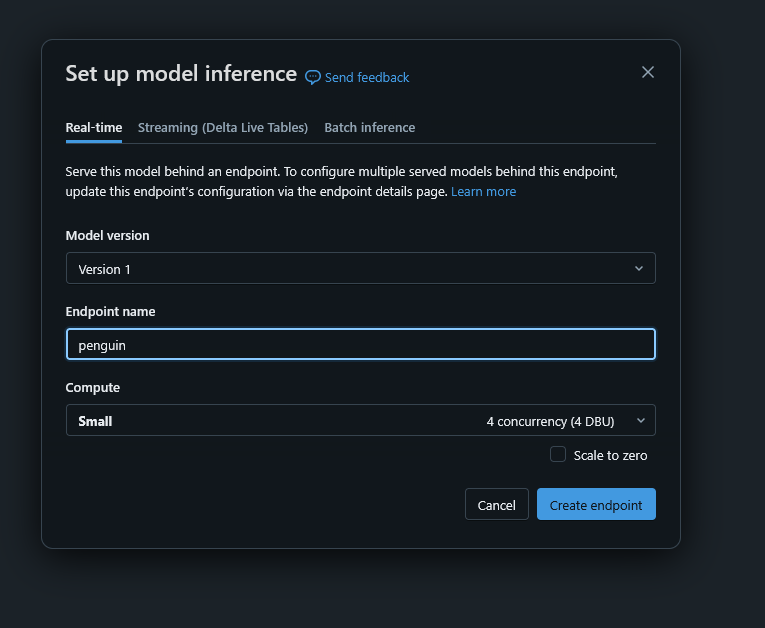 Set up model inference Send feedback
Real-time Streaming (Delta Live Tables) Batch inference
Serve this model behind an endpoint. To configure multiple served models behind this endpoint,
update this endpoint's configuration via the endpoint details page. Learn more
Model version
Version 1
Endpoint name
penguin
Compute
Small 4 concurrency (4 DBU)
Scale to zero
Cancel Create endpoint